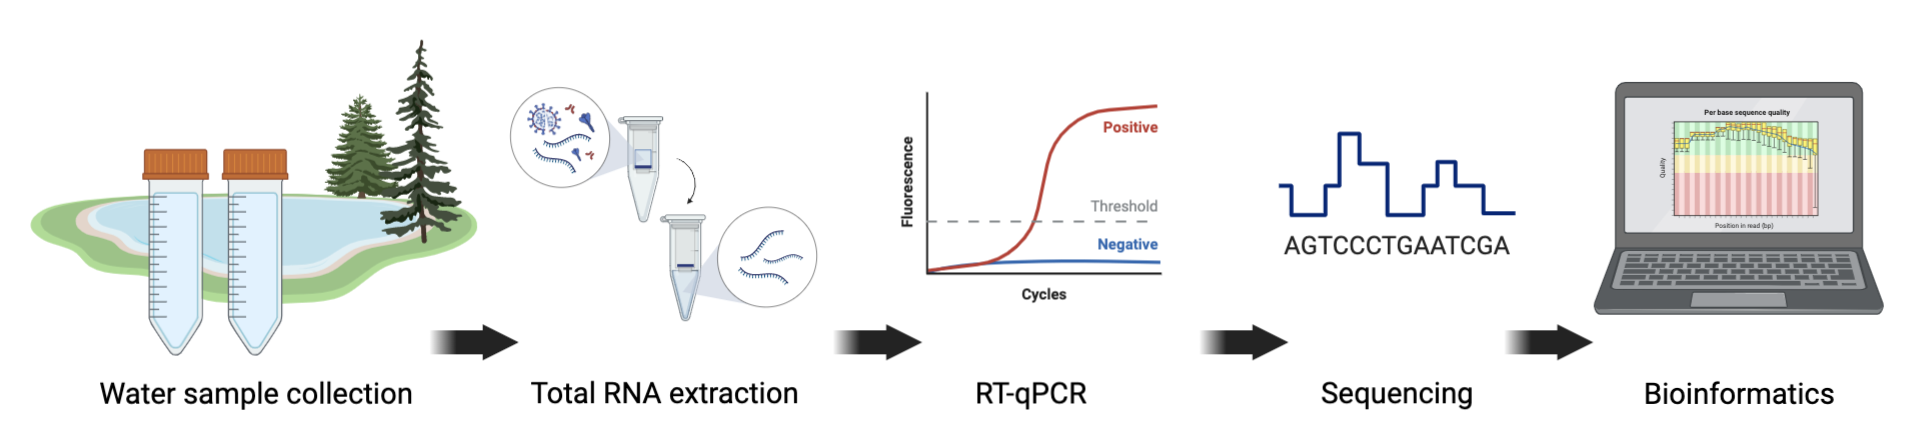 Fluorescence
Positive
Threshold
Negative
Cycles
AGTCCCTGAATCGA
Per base sequence quality
Quality
Position in read (bp)
Water sample collection
Total RNA extraction
RT-qPCR
Sequencing
Bioinformatics